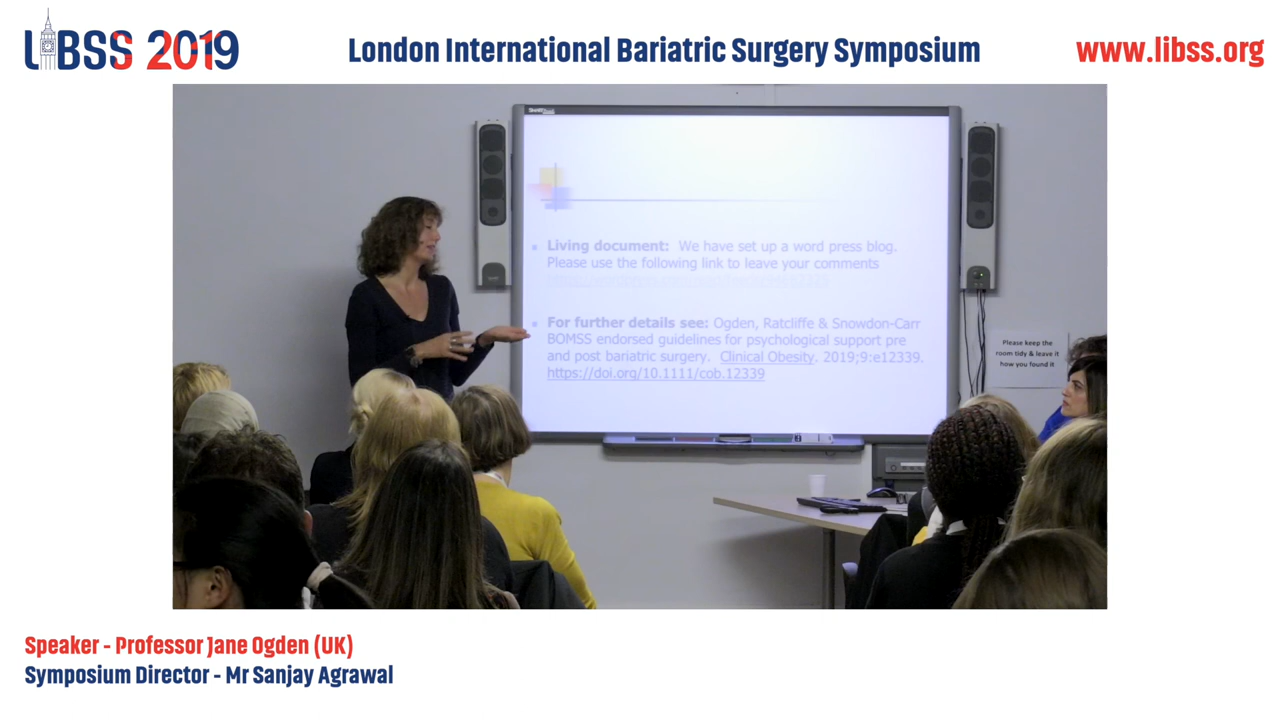 LIBSS 2019
London International Bariatric Surgery Symposium
www.libss.org
Living document: We have set up a word press blog.
Please use the following link to leave your comments
For further details see: Ogden, Ratcliffe & Snowdon-Carr
BOMSS endorsed guidelines for psychological support pre
and post bariatric surgery. Clinical Obesity. 2019;9:e12339.
https://doi.org/10.1111/cob.12339
Please keep the
room tidy & leave it
how you found it
Speaker - Professor Jane Ogden (UK)
Symposium Director - Mr Sanjay Agrawal